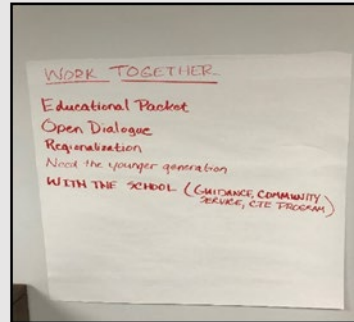 WORK TOGETHER
Educational Packet
Open Dialogue
Regionalization
Need the younger generation
WITH THE SCHOOL (GUIDANCE, COMMUNITY
SERVICE, CTE PROGRAM)